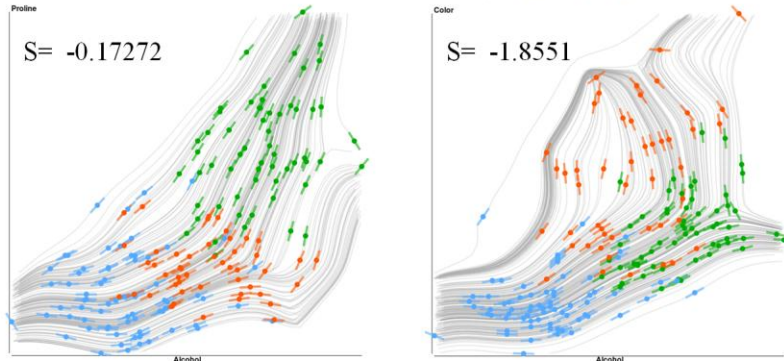 Proline
S= -0.17272
Alcohol
Color
S= -1.8551
Alcohol